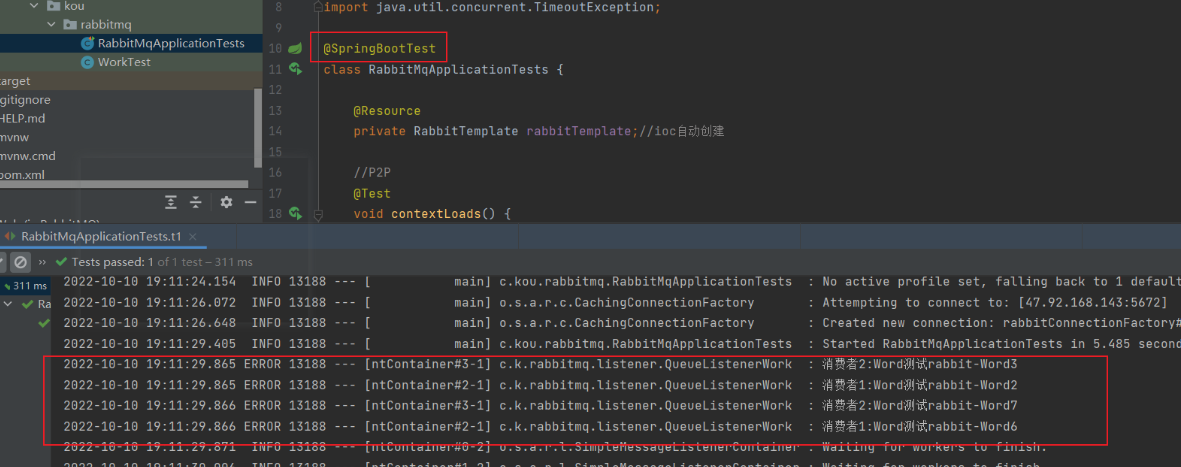 kou
rabbitmq
RabbitMqApplicationTests
WorkTest
target
gitignore
HELP.md
mvnw
mvnw.cmd
pom.xml
8 import java.util.concurrent.TimeoutException;
9
10 @SpringBootTest
11 class RabbitMqApplicationTests {
12
13 @Resource
14 private RabbitTemplate rabbitTemplate;//ioc自动创建
15
16 //P2P
17 @Test
18 void contextLoads() {
RabbitMqApplicationTests.t1 ×
Tests passed: 1 of 1 test – 311 ms
311 ms
Ra
2022-10-10 19:11:24.154 INFO 13188 --- [ main] c.kou.rabbitmq.RabbitMqApplicationTests : No active profile set, falling back to 1 default
2022-10-10 19:11:26.072 INFO 13188 --- [ main] o.s.a.r.c.CachingConnectionFactory : Attempting to connect to: [47.92.168.143:5672]
2022-10-10 19:11:26.648 INFO 13188 --- [ main] o.s.a.r.c.CachingConnectionFactory : Created new connection: rabbitConnectionFactory#
2022-10-10 19:11:29.405 INFO 13188 --- [ main] c.kou.rabbitmq.RabbitMqApplicationTests : Started RabbitMqApplicationTests in 5.485 second
2022-10-10 19:11:29.865 ERROR 13188 --- [ntContainer#3-1] c.k.rabbitmq.listener.QueueListenerWork : 消费者2:Word测试rabbit-Word3
2022-10-10 19:11:29.865 ERROR 13188 --- [ntContainer#2-1] c.k.rabbitmq.listener.QueueListenerWork : 消费者1:Word测试rabbit-Word2
2022-10-10 19:11:29.866 ERROR 13188 --- [ntContainer#3-1] c.k.rabbitmq.listener.QueueListenerWork : 消费者2:Word测试rabbit-Word7
2022-10-10 19:11:29.866 ERROR 13188 --- [ntContainer#2-1] c.k.rabbitmq.listener.QueueListenerWork : 消费者1:Word测试rabbit-Word6
2022-10-10 19:11:29.871 INFO 13188 --- [ntContainer#0-2] o.s.a.r.l.SimpleMessageListenerContainer : Waiting for workers to finish.